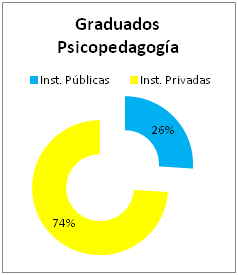 Graduados
Psicopedagogía
Inst. Públicas Inst. Privadas
26%
74%